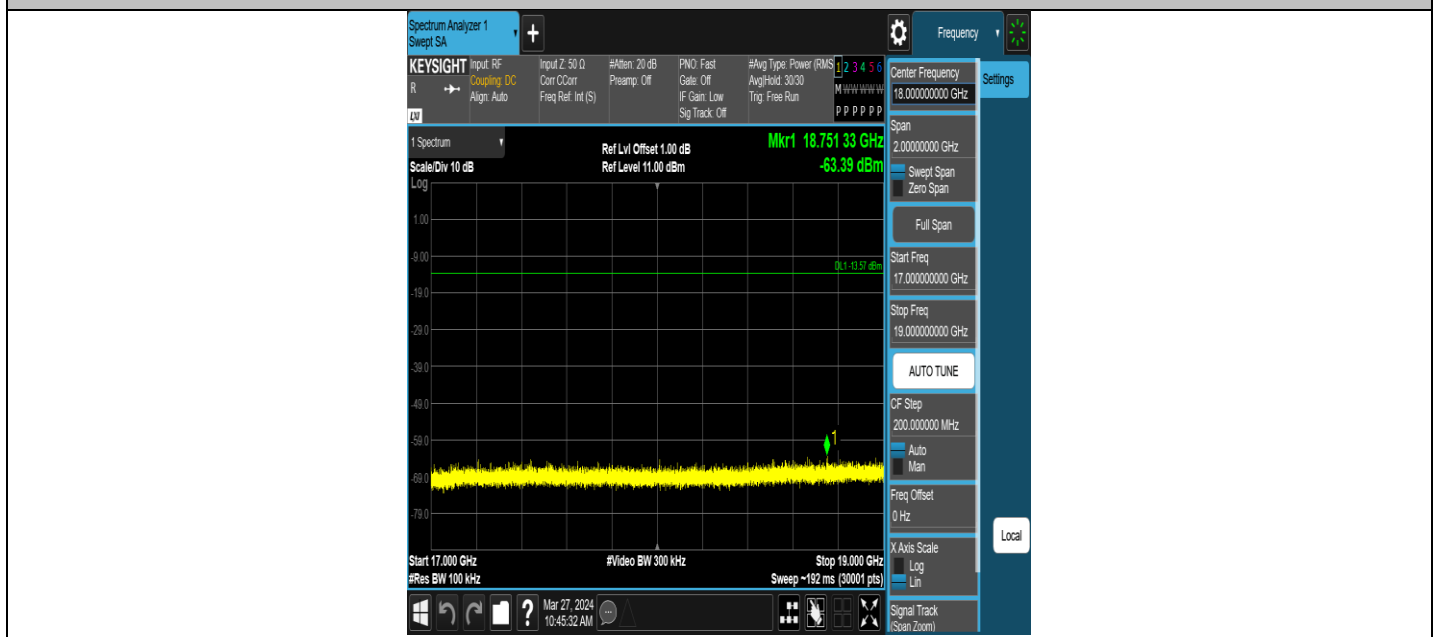 Spectrum Analyzer 1
Swept SA
+
Frequency
KEYSIGHT
R
LXI
Input: RF
Coupling: DC
Align: Auto
Input Z: 50 Ω
Corr CCorr
Freq Ref: Int (S)
#Atten: 20 dB
Preamp: Off
PNO: Fast
Gate: Off
IF Gain: Low
Sig Track: Off
#Avg Type: Power (RMS
Avg|Hold: 30/30
Trig: Free Run
1 2 3 4 5 6
M W W W W W
P P P P P P
1 Spectrum
Scale/Div 10 dB
Log
Ref Lvl Offset 1.00 dB
Ref Level 11.00 dBm
Mkr1 18.751 33 GHz
-63.39 dBm
1.00
-9.00
DL1 -13.57 dBm
-19.0
-29.0
-39.0
-49.0
-59.0
1
-69.0
-79.0
Start 17.000 GHz
#Res BW 100 kHz
#Video BW 300 kHz
Stop 19.000 GHz
Sweep ~192 ms (30001 pts)
?
Mar 27, 2024
10:45:32 AM
Center Frequency
18.000000000 GHz
Span
2.00000000 GHz
Swept Span
Zero Span
Full Span
Start Freq
17.000000000 GHz
Stop Freq
19.000000000 GHz
AUTO TUNE
CF Step
200.000000 MHz
Auto
Man
Freq Offset
0 Hz
X Axis Scale
Log
Lin
Signal Track
(Span Zoom)
Settings
Local